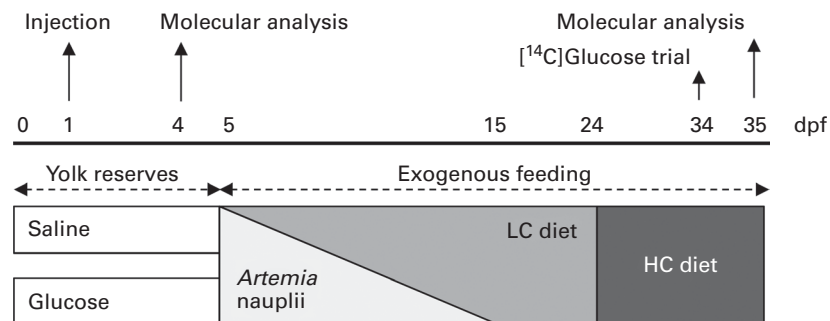 Injection Molecular analysis Molecular analysis
[¹⁴C]Glucose trial
0 1 4 5 15 24 34 35 dpf
Yolk reserves Exogenous feeding
Saline LC diet
HC diet
Artemia
nauplii
Glucose